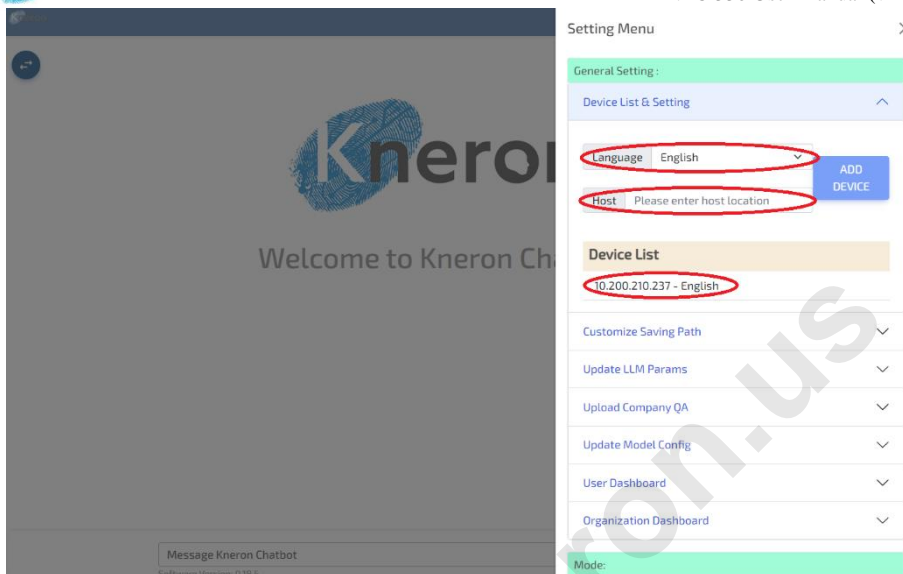 Setting Menu
General Setting :
Device List & Setting
Language English
ADD
DEVICE
Host Please enter host location
Kneron
Welcome to Kneron Ch
Device List
10.200.210.237 - English
Customize Saving Path
Update LLM Params
Upload Company QA
Update Model Config
User Dashboard
Organization Dashboard
Message Kneron Chatbot
Mode:
ron.us